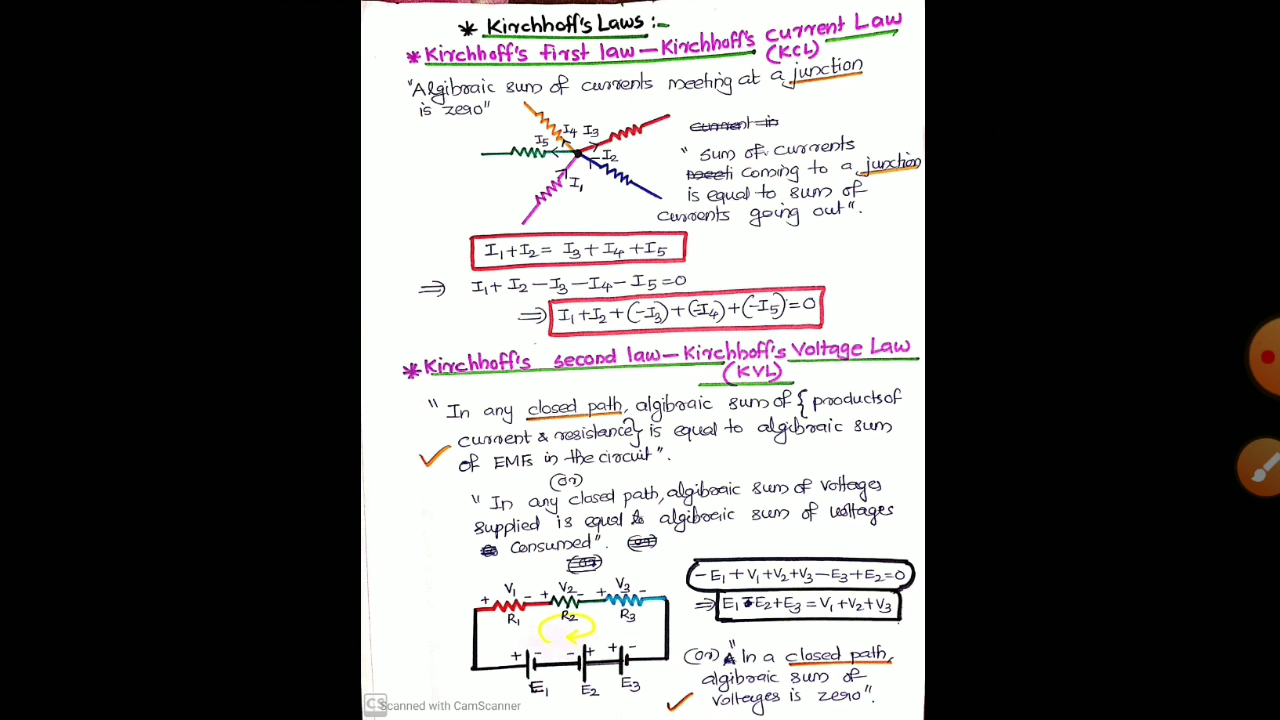 * Kirchhoff's Laws :-
* Kirchhoff's first law – Kirchhoff's current Law
(KCL)
"Algibraic sum of currents meeting at a junction
is zero"
I4 I3
I5
I2
I1
current in
" sum of currents
meeti coming to a junction
is equal to sum of
currents going out".
I1+I2 = I3+I4+I5
⇒ I1+I2−I3−I4−I5=0
⇒ I1+I2+(−I3)+(−I4)+(−I5)=0
* Kirchhoff's second law – Kirchhoff's Voltage Law
(KVL)
" In any closed path, algibraic sum of { products of
current & resistance} is equal to algibraic sum
of EMFs in the circuit".
(or)
" In any closed path, algibraic sum of voltages
supplied is equal to algibraic sum of voltages
consumed".
V1 V2 V3
+ − + − + −
R1 R2 R3
+ − − + + −
E1 E2 E3
−E1+V1+V2+V3−E3+E2=0
⇒ E1−E2+E3=V1+V2+V3
(or) " In a closed path,
algibraic sum of
voltages is zero".
CS Scanned with CamScanner